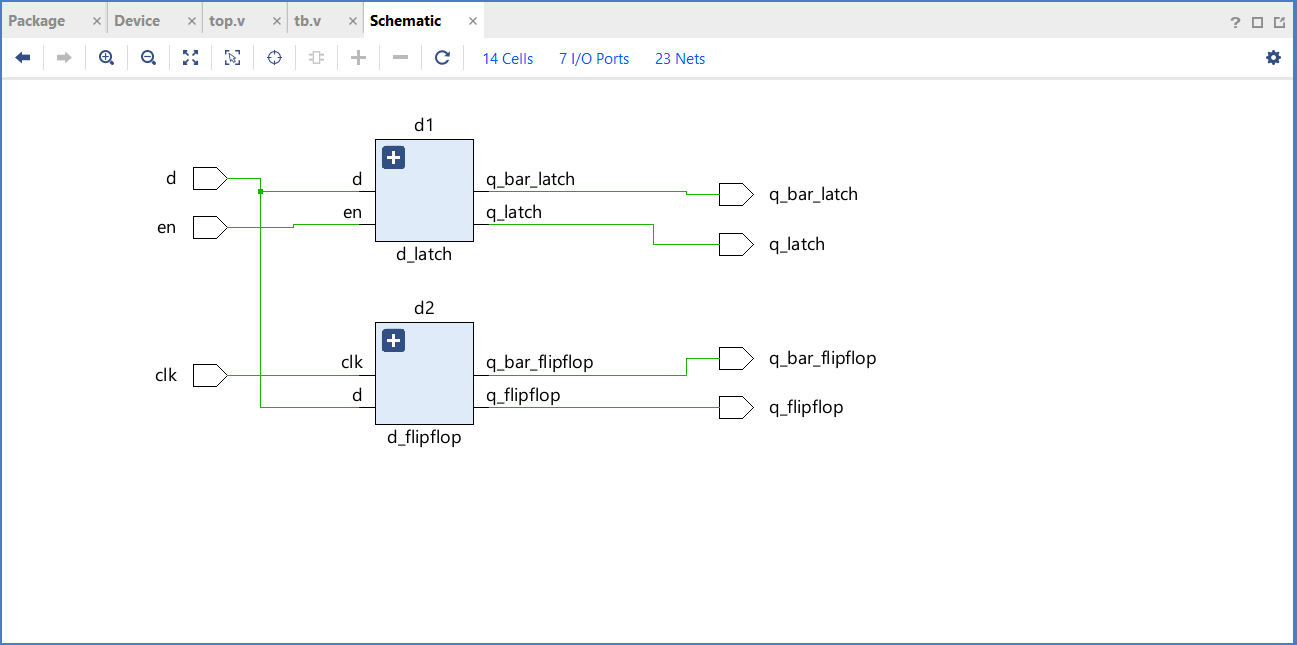 Package Device top.v tb.v Schematic ?
14 Cells 7 I/O Ports 23 Nets
d1
d d q_bar_latch q_bar_latch
en en q_latch q_latch
d_latch
d2
clk clk q_bar_flipflop q_bar_flipflop
d q_flipflop q_flipflop
d_flipflop